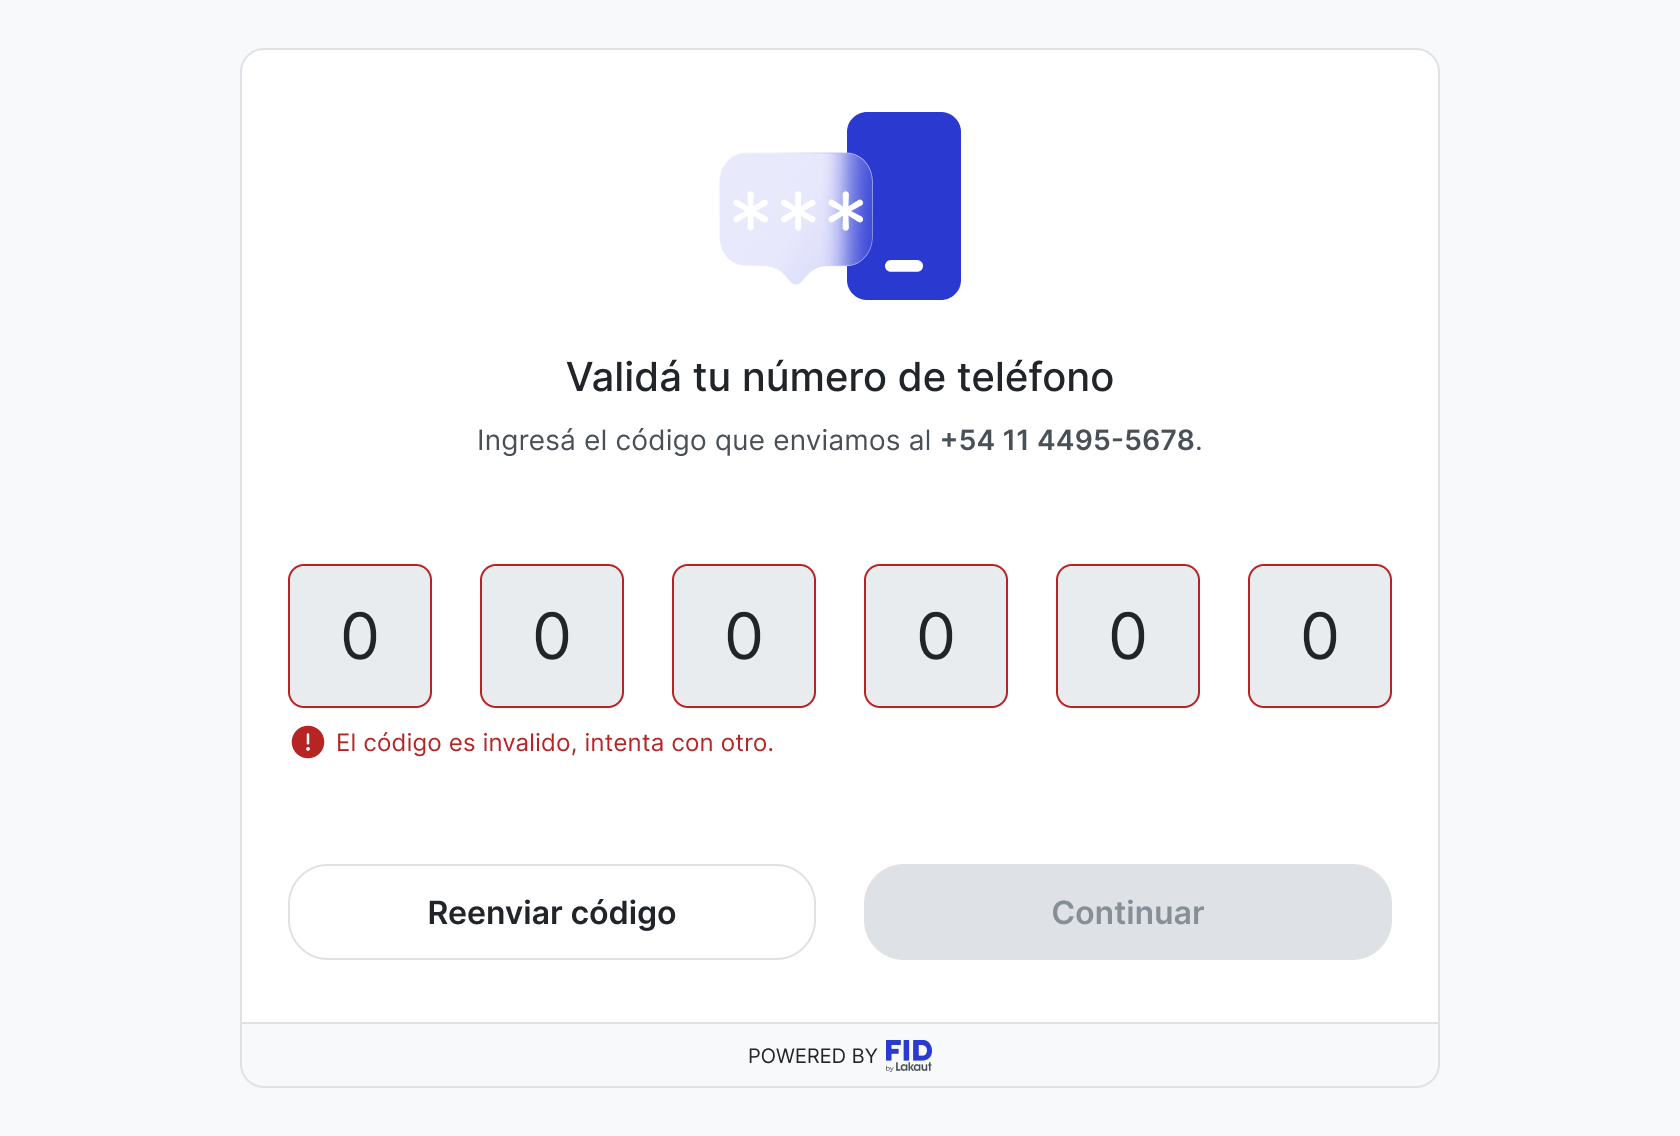 ***
Validá tu número de teléfono
Ingresá el código que enviamos al +54 11 4495-5678.
0 0 0 0 0 0
! El código es invalido, intenta con otro.
Reenviar código Continuar
POWERED BY FID
by Lakaut